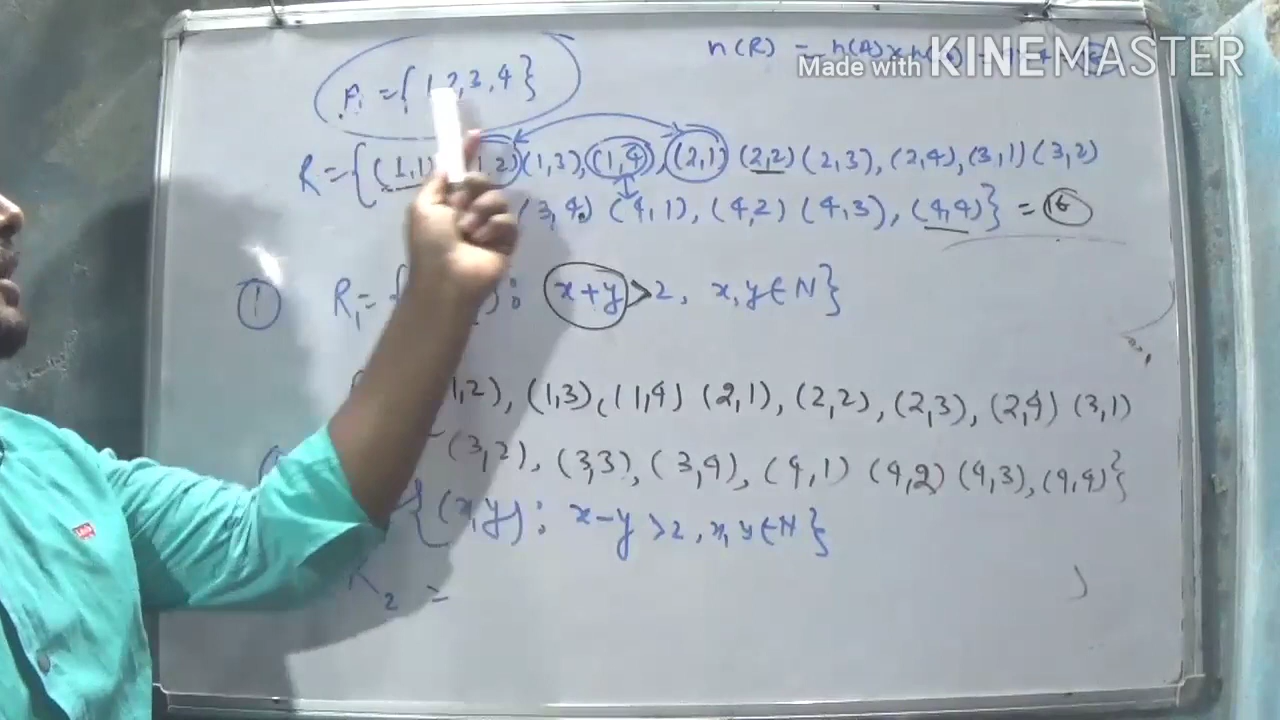 n(R) = n(A)x
Made with KINEMASTER
A = { 1,2,3,4 }
R = { (1,1) 1,2) (1,3), (1,4), (2,1) (2,2) (2,3), (2,4), (3,1) (3,2)
(3,4) (4,1), (4,2) (4,3), (4,4)} = 16
① R₁ = { ) : x+y > 2, x,y ∈ N}
1,2), (1,3), (1,4) (2,1), (2,2), (2,3), (2,4) (3,1)
(3,2), (3,3), (3,4), (4,1) (4,2) (4,3), (4,4)}
{(x,y) : x-y > 2, x,y ∈ N}
R₂ =